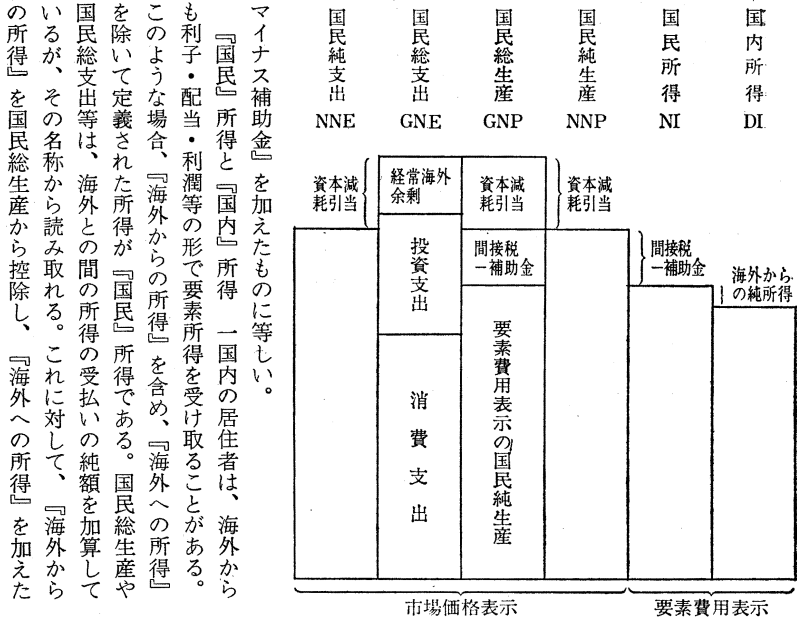 国内所得 DI
国民所得 NI
国民純生産 NNP
国民総生産 GNP
国民総支出 GNE
国民純支出 NNE
海外から
の純所得
間接税
－補助金
資本減
耗引当
資本減
耗引当
間接税
－補助金
要素費用表示の国民純生産
経常海外
余剰
投資支出
消費支出
資本減
耗引当
要素費用表示
市場価格表示
マイナス補助金』を加えたものに等しい。
『国民』所得と『国内』所得　一国内の居住者は、海外から
も利子・配当・利潤等の形で要素所得を受け取ることがある。
このような場合、『海外からの所得』を含め、『海外への所得』
を除いて定義された所得が『国民』所得である。国民総生産や
国民総支出等は、海外との間の所得の受払いの純額を加算して
いるが、その名称から読み取れる。これに対して、『海外から
の所得』を国民総生産から控除し、『海外への所得』を加えた